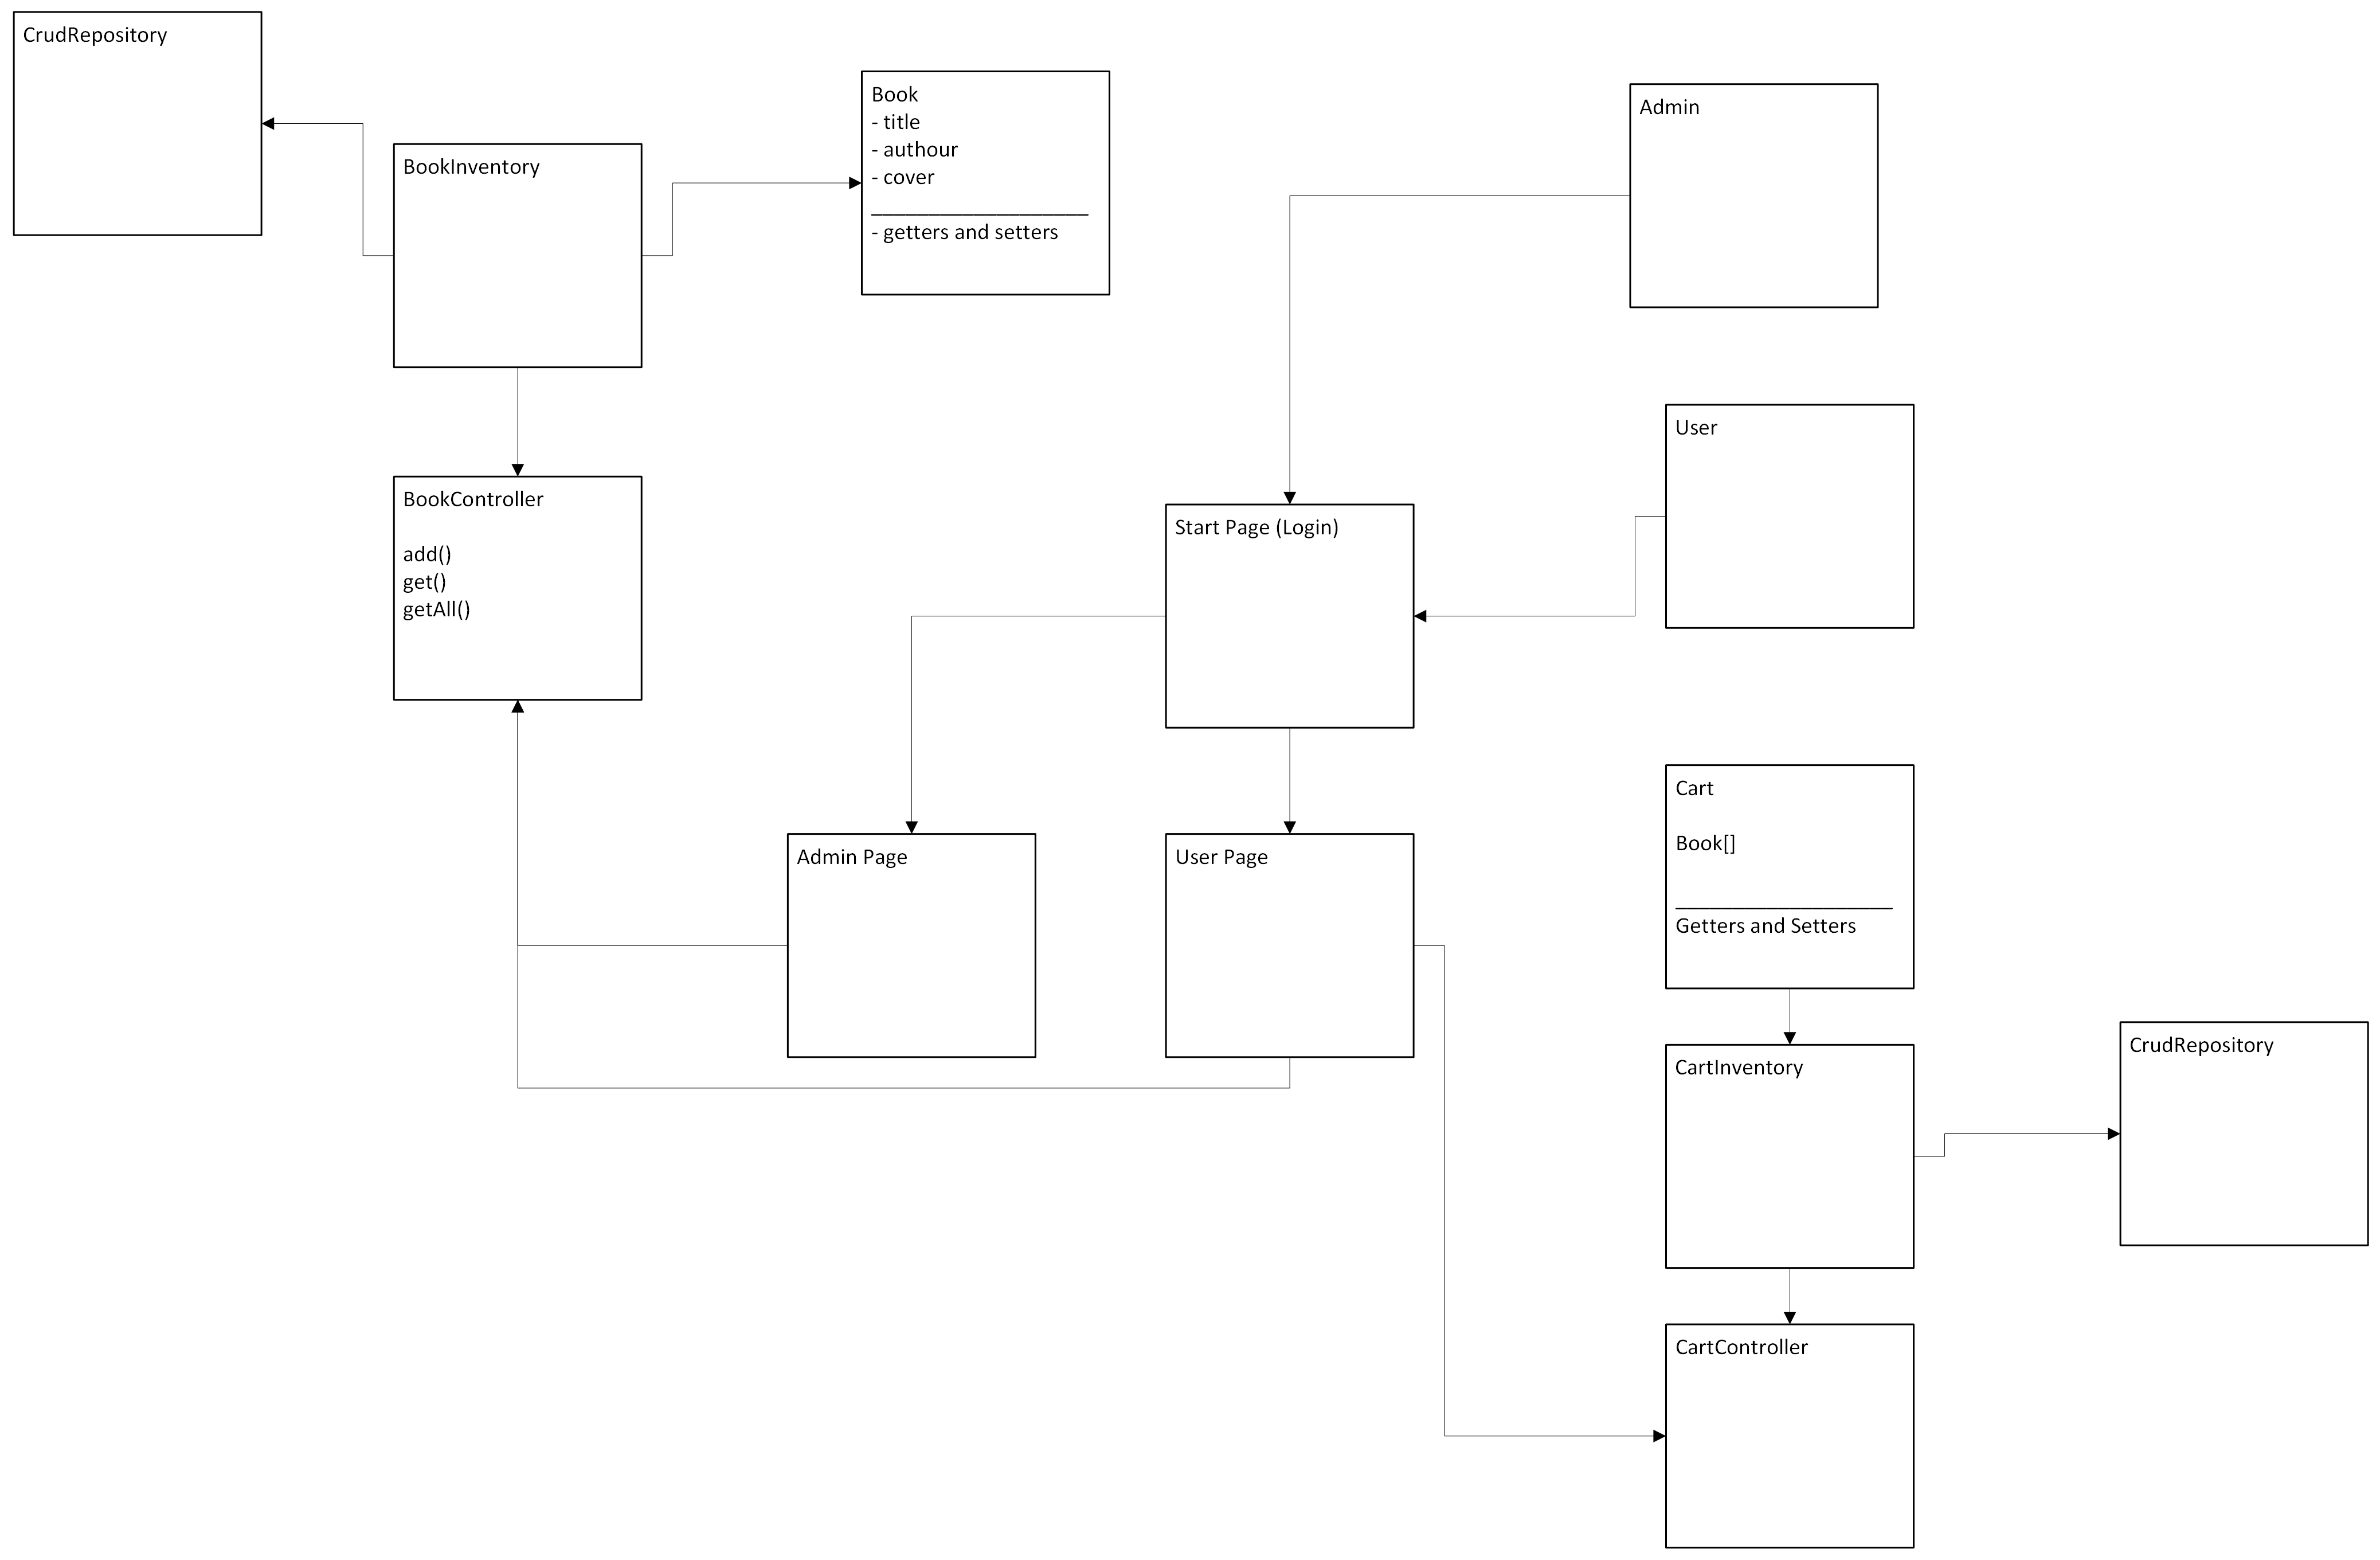 CrudRepository
Book
- title
- authour
- cover
- getters and setters
Admin
BookInventory
User
BookController
add()
get()
getAll()
Start Page (Login)
Cart
Book[]
Getters and Setters
Admin Page
User Page
CartInventory
CrudRepository
CartController